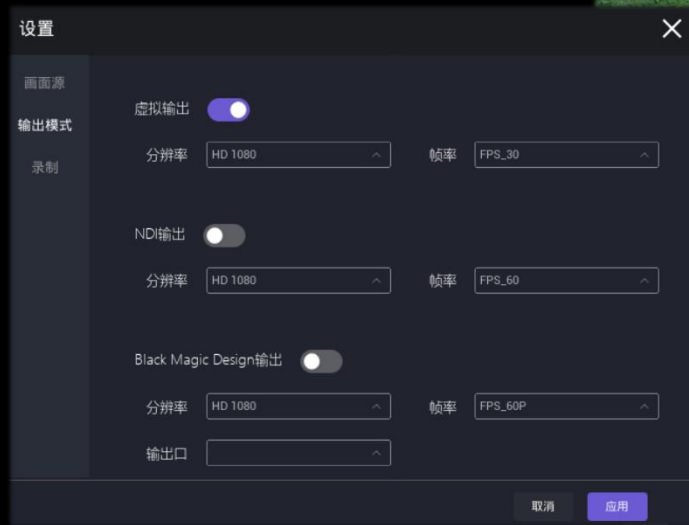 设置
画面源
输出模式
录制
虚拟输出
分辨率 HD 1080 帧率 FPS_30
NDI输出
分辨率 HD 1080 帧率 FPS_60
Black Magic Design输出
分辨率 HD 1080 帧率 FPS_60P
输出口
取消 应用